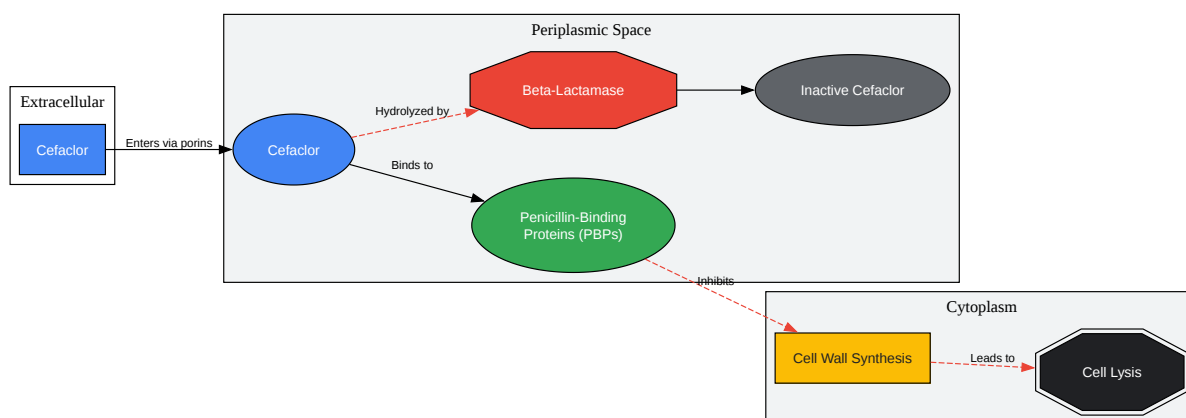 Periplasmic Space
Extracellular
Cefaclor
Enters via porins
Cefaclor
Hydrolyzed by
Beta-Lactamase
Inactive Cefaclor
Binds to
Penicillin-Binding
Proteins (PBPs)
Inhibits
Cytoplasm
Cell Wall Synthesis
Leads to
Cell Lysis